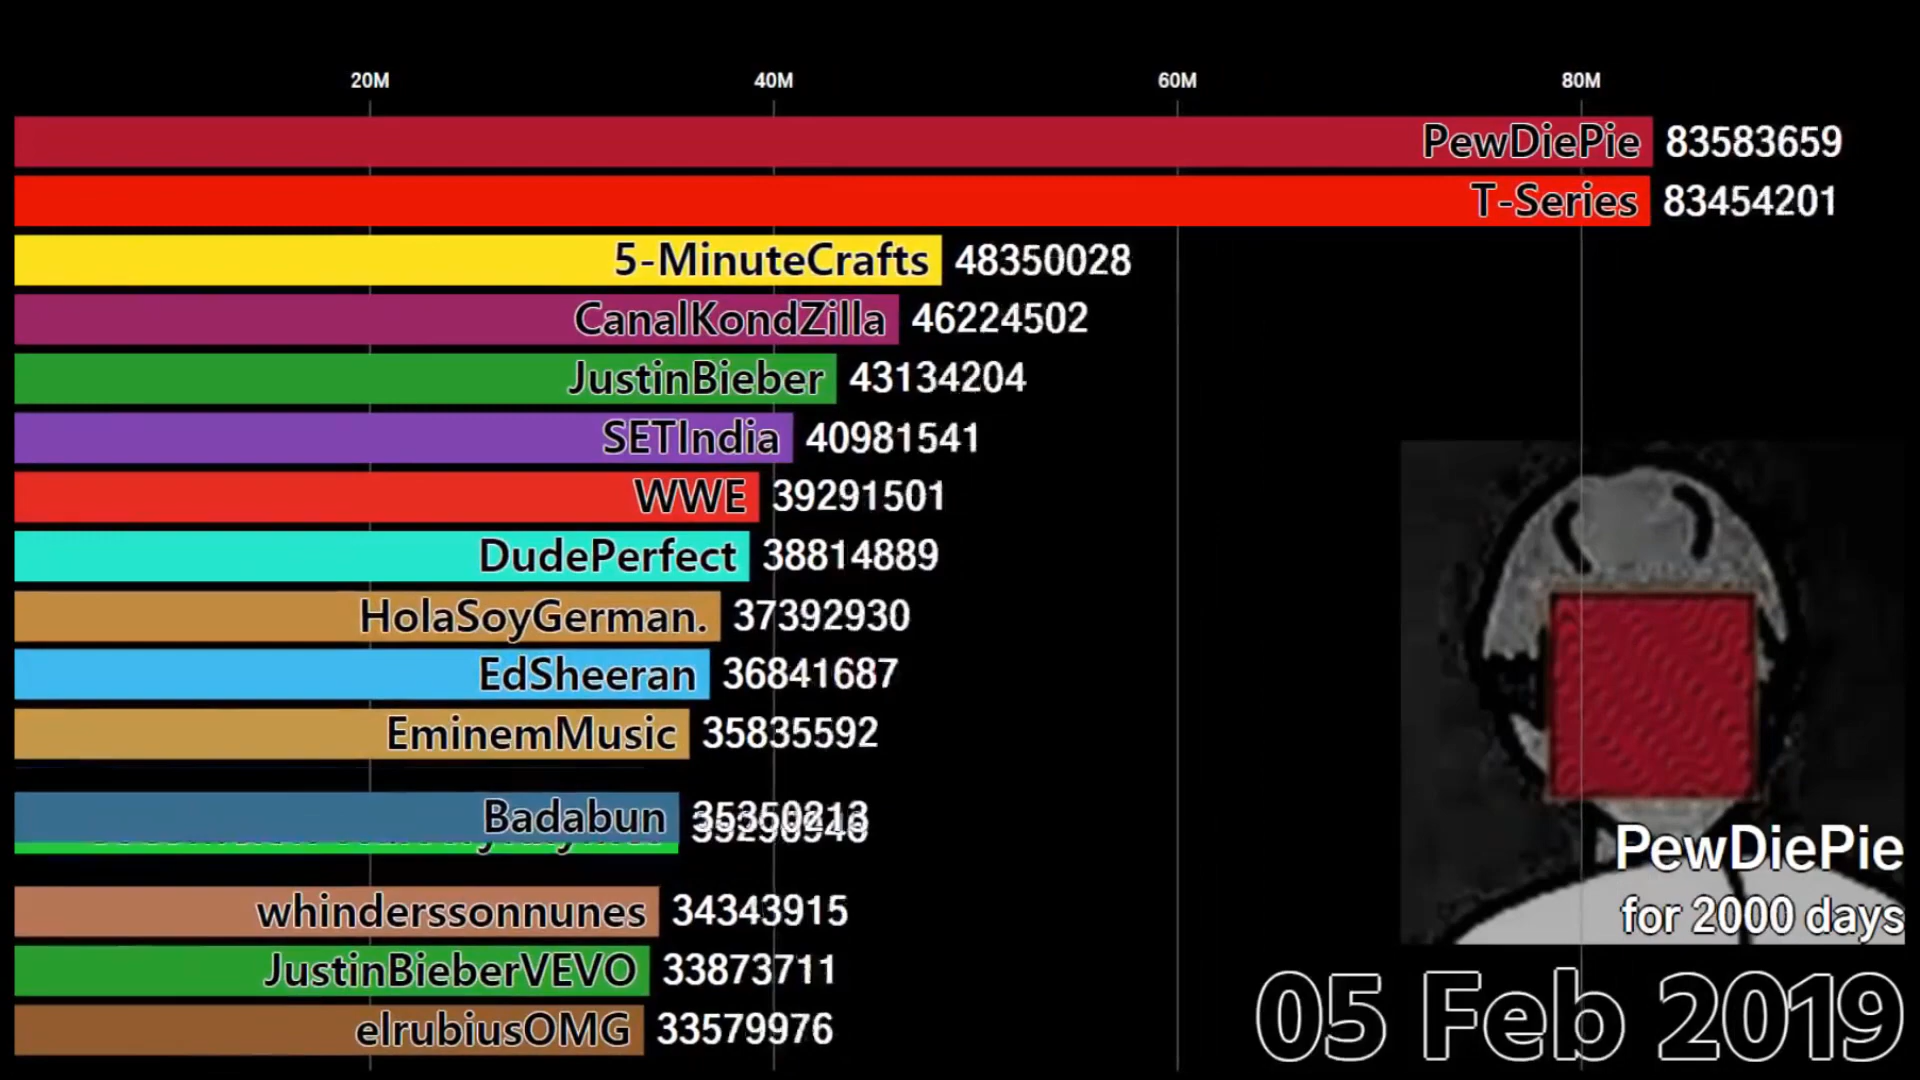 20M 40M 60M 80M
PewDiePie 83583659
T-Series 83454201
5-MinuteCrafts 48350028
CanalKondZilla 46224502
JustinBieber 43134204
SETIndia 40981541
WWE 39291501
DudePerfect 38814889
HolaSoyGerman. 37392930
EdSheeran 36841687
EminemMusic 35835592
Badabun
whinderssonnunes 34343915
JustinBieberVEVO 33873711
elrubiusOMG 33579976
PewDiePie
for 2000 days
05 Feb 2019